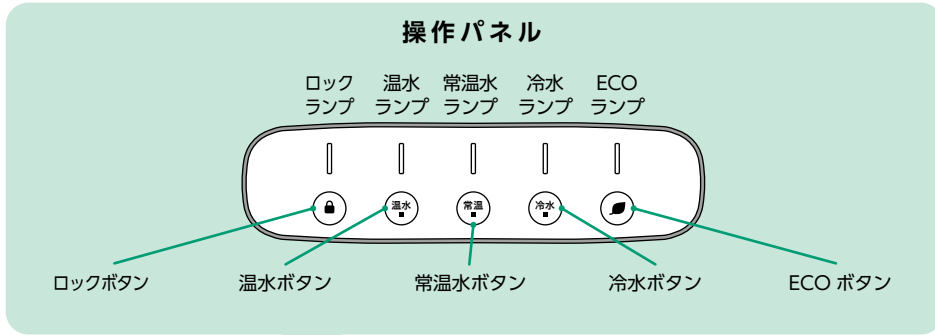 操作パネル
ロック 温水 常温水 冷水 ECO
ランプ ランプ ランプ ランプ ランプ
温水 常温 冷水
ロックボタン 温水ボタン 常温水ボタン 冷水ボタン ECO ボタン